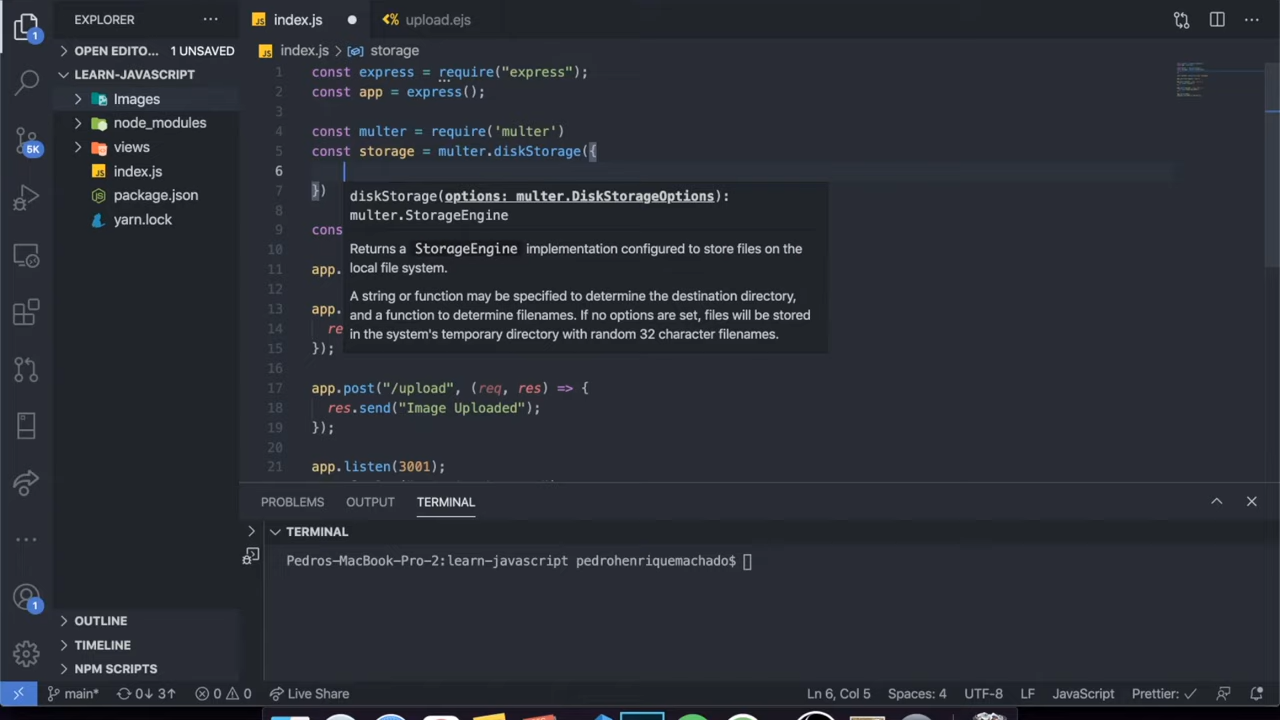 EXPLORER
index.js
upload.ejs
OPEN EDITO... 1 UNSAVED
index.js > storage
LEARN-JAVASCRIPT
Images
node_modules
views
index.js
package.json
yarn.lock
1
5K
1 const express = require("express");
2 const app = express();
3
4 const multer = require('multer')
5 const storage = multer.diskStorage({
6
7 })
8
9 cons
10
11 app.
12
13 app.
14 re
15 });
16
17 app.post("/upload", (req, res) => {
18 res.send("Image Uploaded");
19 });
20
21 app.listen(3001);
diskStorage(options: multer.DiskStorageOptions):
multer.StorageEngine
Returns a StorageEngine implementation configured to store files on the
local file system.
A string or function may be specified to determine the destination directory,
and a function to determine filenames. If no options are set, files will be stored
in the system's temporary directory with random 32 character filenames.
PROBLEMS OUTPUT TERMINAL
TERMINAL
Pedros-MacBook-Pro-2:learn-javascript pedrohenriquemachado$
1
OUTLINE
TIMELINE
NPM SCRIPTS
main* 0↓ 3↑ 0 0 Live Share Ln 6, Col 5 Spaces: 4 UTF-8 LF JavaScript Prettier: ✓